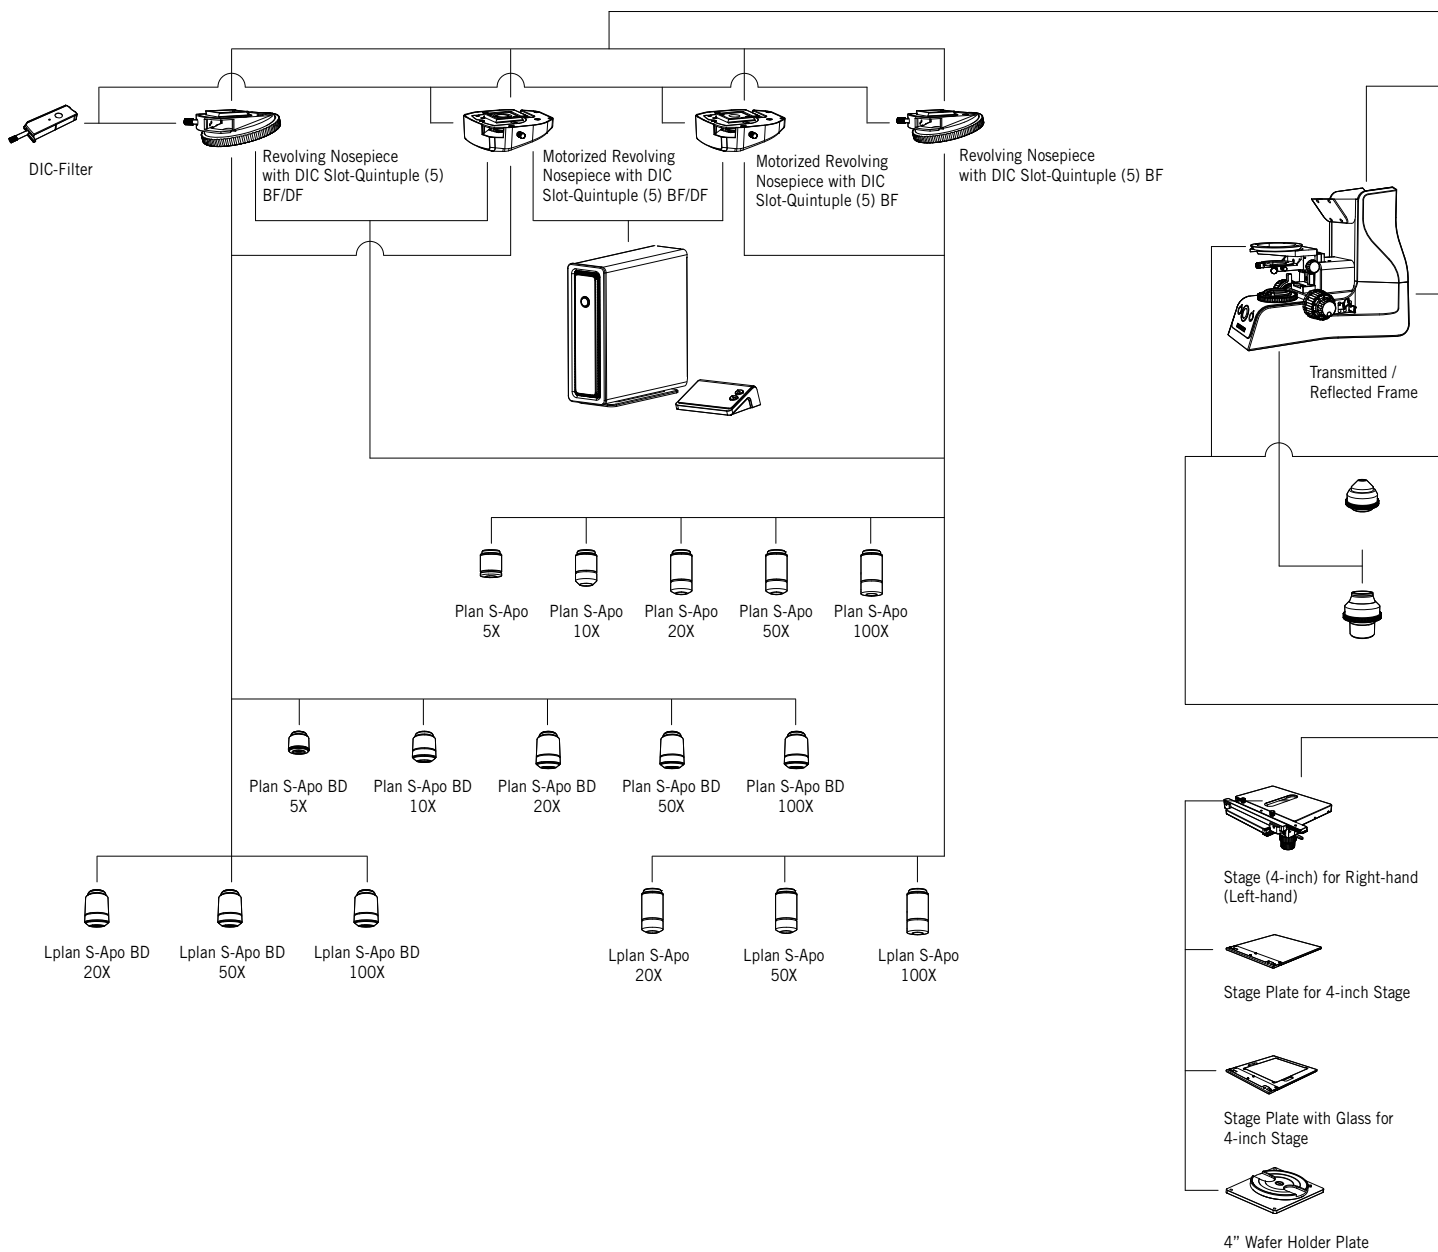 DIC-Filter
Revolving Nosepiece
with DIC Slot-Quintuple (5)
BF/DF
Motorized Revolving
Nosepiece with DIC
Slot-Quintuple (5) BF/DF
Motorized Revolving
Nosepiece with DIC
Slot-Quintuple (5) BF
Revolving Nosepiece
with DIC Slot-Quintuple (5) BF
Transmitted /
Reflected Frame
Plan S-Apo
5X
Plan S-Apo
10X
Plan S-Apo
20X
Plan S-Apo
50X
Plan S-Apo
100X
Plan S-Apo BD
5X
Plan S-Apo BD
10X
Plan S-Apo BD
20X
Plan S-Apo BD
50X
Plan S-Apo BD
100X
Lplan S-Apo BD
20X
Lplan S-Apo BD
50X
Lplan S-Apo BD
100X
Lplan S-Apo
20X
Lplan S-Apo
50X
Lplan S-Apo
100X
Stage (4-inch) for Right-hand
(Left-hand)
Stage Plate for 4-inch Stage
Stage Plate with Glass for
4-inch Stage
4” Wafer Holder Plate